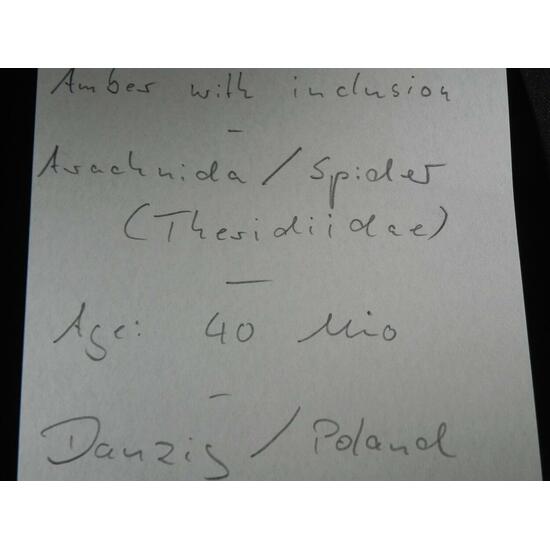 Amber with inclusion
-
Arachnida / Spider
(Theridiidae)
-
Age: 40 Mio
-
Danzig / Poland